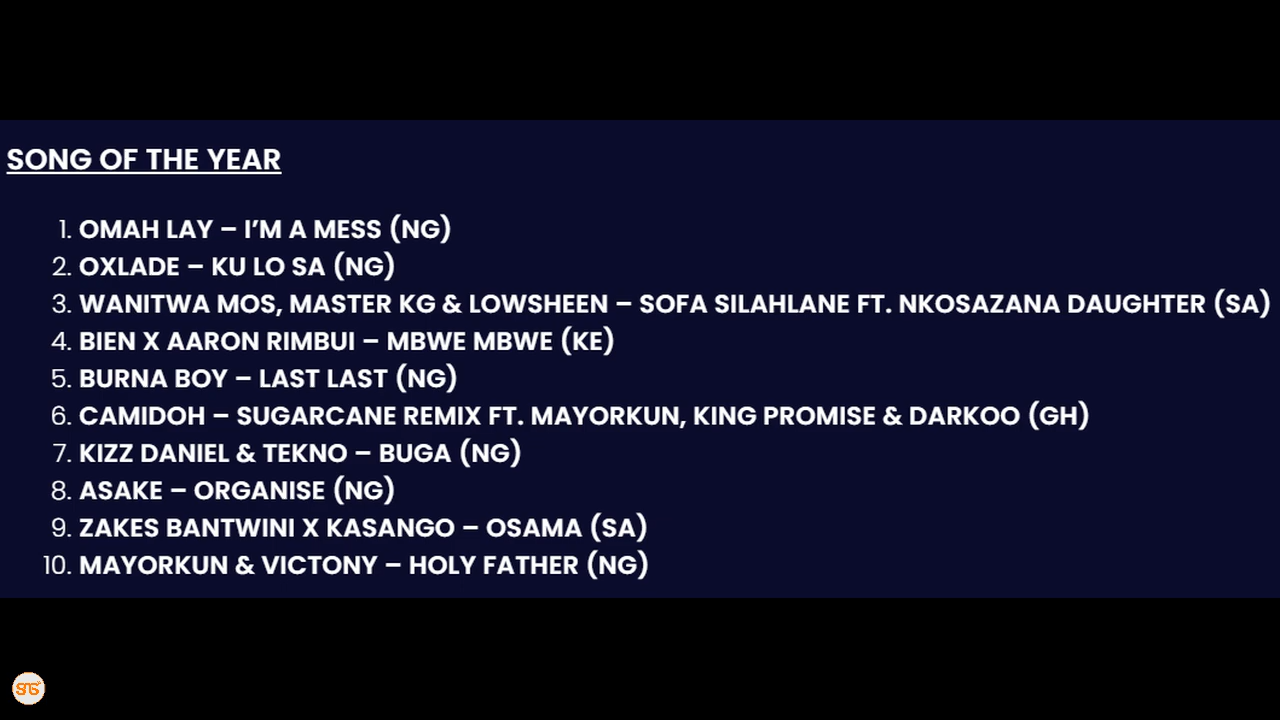 SONG OF THE YEAR
1. OMAH LAY – I'M A MESS (NG)
2. OXLADE – KU LO SA (NG)
3. WANITWA MOS, MASTER KG & LOWSHEEN – SOFA SILAHLANE FT. NKOSAZANA DAUGHTER (SA)
4. BIEN X AARON RIMBUI – MBWE MBWE (KE)
5. BURNA BOY – LAST LAST (NG)
6. CAMIDOH – SUGARCANE REMIX FT. MAYORKUN, KING PROMISE & DARKOO (GH)
7. KIZZ DANIEL & TEKNO – BUGA (NG)
8. ASAKE – ORGANISE (NG)
9. ZAKES BANTWINI X KASANGO – OSAMA (SA)
10. MAYORKUN & VICTONY – HOLY FATHER (NG)